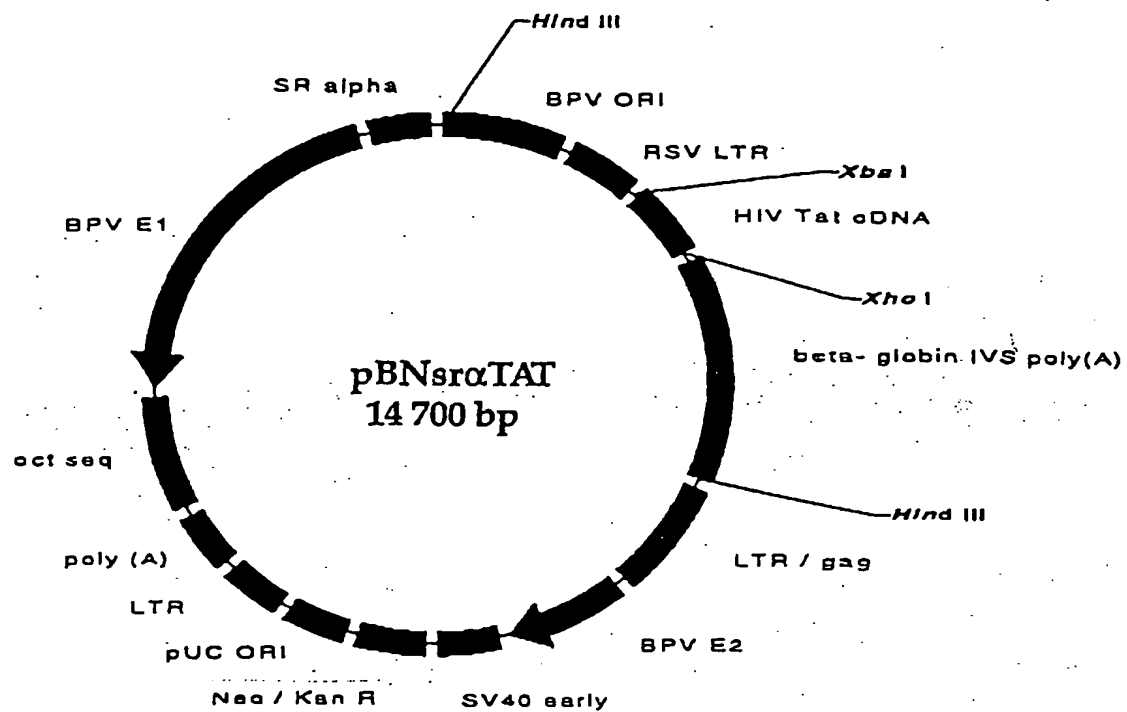 HInd III
SR alpha
BPV ORI
RSV LTR
Xba I
HIV Tat cDNA
BPV E1
Xho I
beta- globin IVS poly(A)
pBNsrαTAT
14 700 bp
oct seq
HInd III
poly (A)
LTR / gag
LTR
BPV E2
pUC ORI
Neo / Kan R
SV40 early